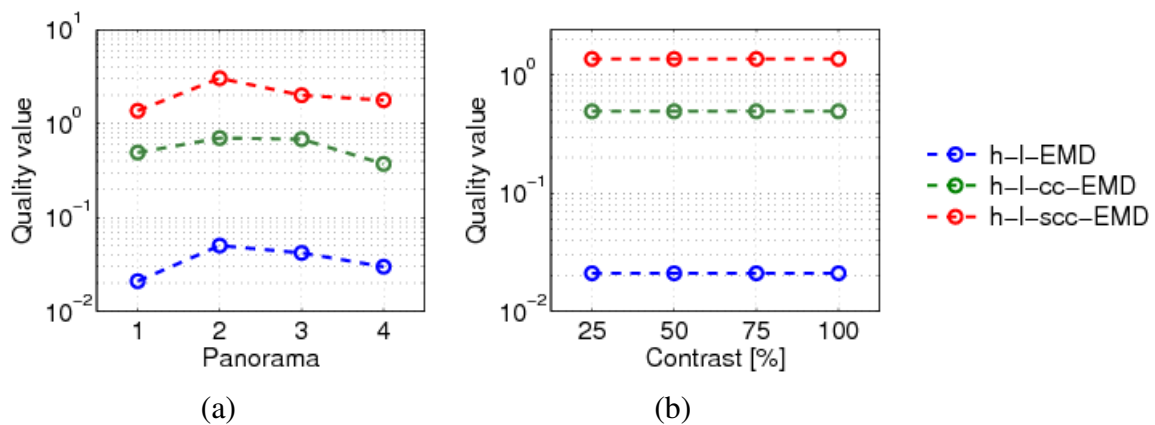 10^1
10^0
10^−1
10^−2
Quality value
1 2 3 4
Panorama
(a)
10^0
10^−1
10^−2
Quality value
25 50 75 100
Contrast [%]
(b)
h−l−EMD
h−l−cc−EMD
h−l−scc−EMD